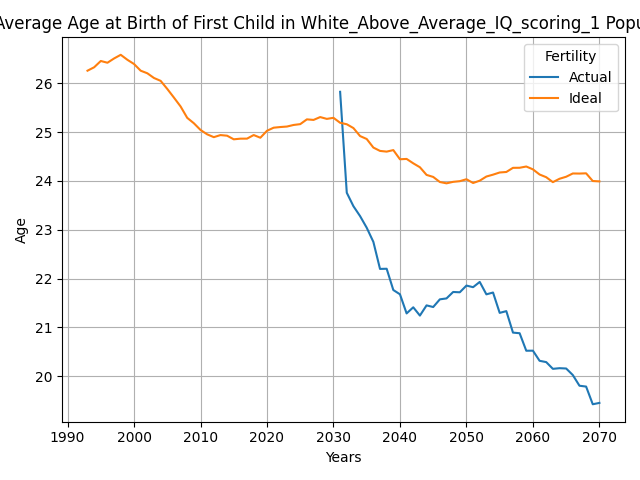 Average Age at Birth of First Child in White_Above_Average_IQ_scoring_1 Popu
Fertility
Actual
Ideal
Age
26
25
24
23
22
21
20
1990 2000 2010 2020 2030 2040 2050 2060 2070
Years